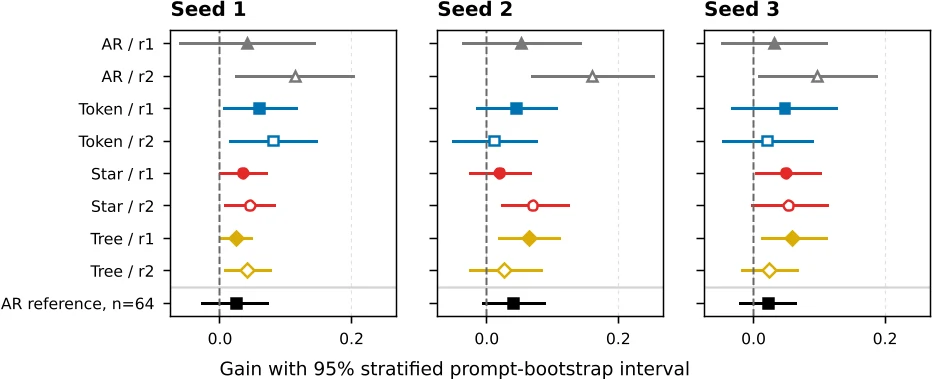 Seed 1
Seed 2
Seed 3
AR / r1
AR / r2
Token / r1
Token / r2
Star / r1
Star / r2
Tree / r1
Tree / r2
AR reference, n=64
0.0 0.2 0.0 0.2 0.0 0.2
Gain with 95% stratified prompt-bootstrap interval